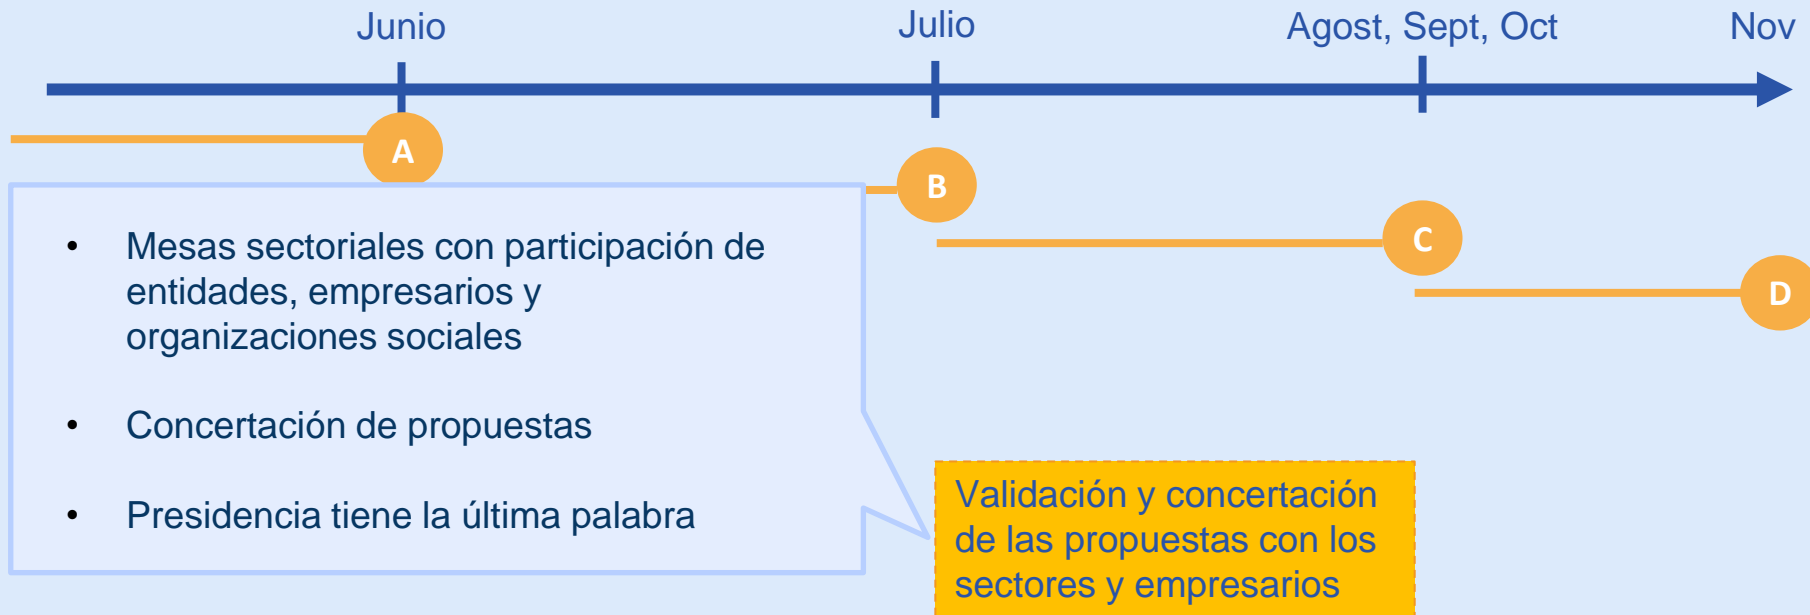 Junio
Julio
Agost, Sept, Oct
Nov
A
B
C
D
• Mesas sectoriales con participación de
entidades, empresarios y
organizaciones sociales
• Concertación de propuestas
• Presidencia tiene la última palabra
Validación y concertación
de las propuestas con los
sectores y empresarios